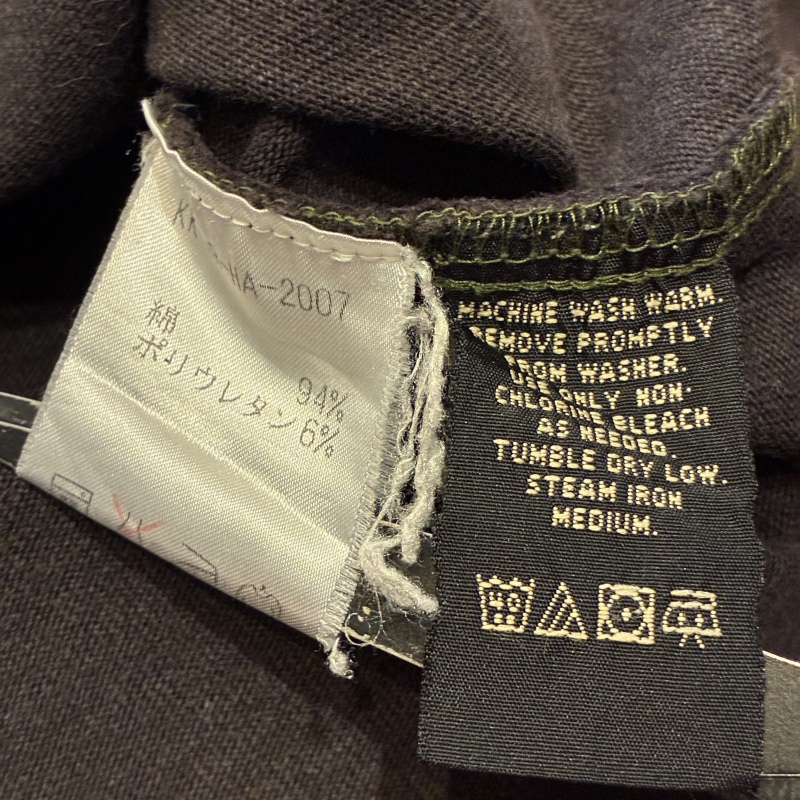 -2007
綿 94%
ポリウレタン 6%
MACHINE WASH WARM.
REMOVE PROMPTLY
FROM WASHER.
USE ONLY NON-
CHLORINE BLEACH
AS NEEDED.
TUMBLE DRY LOW.
STEAM IRON
MEDIUM.
40